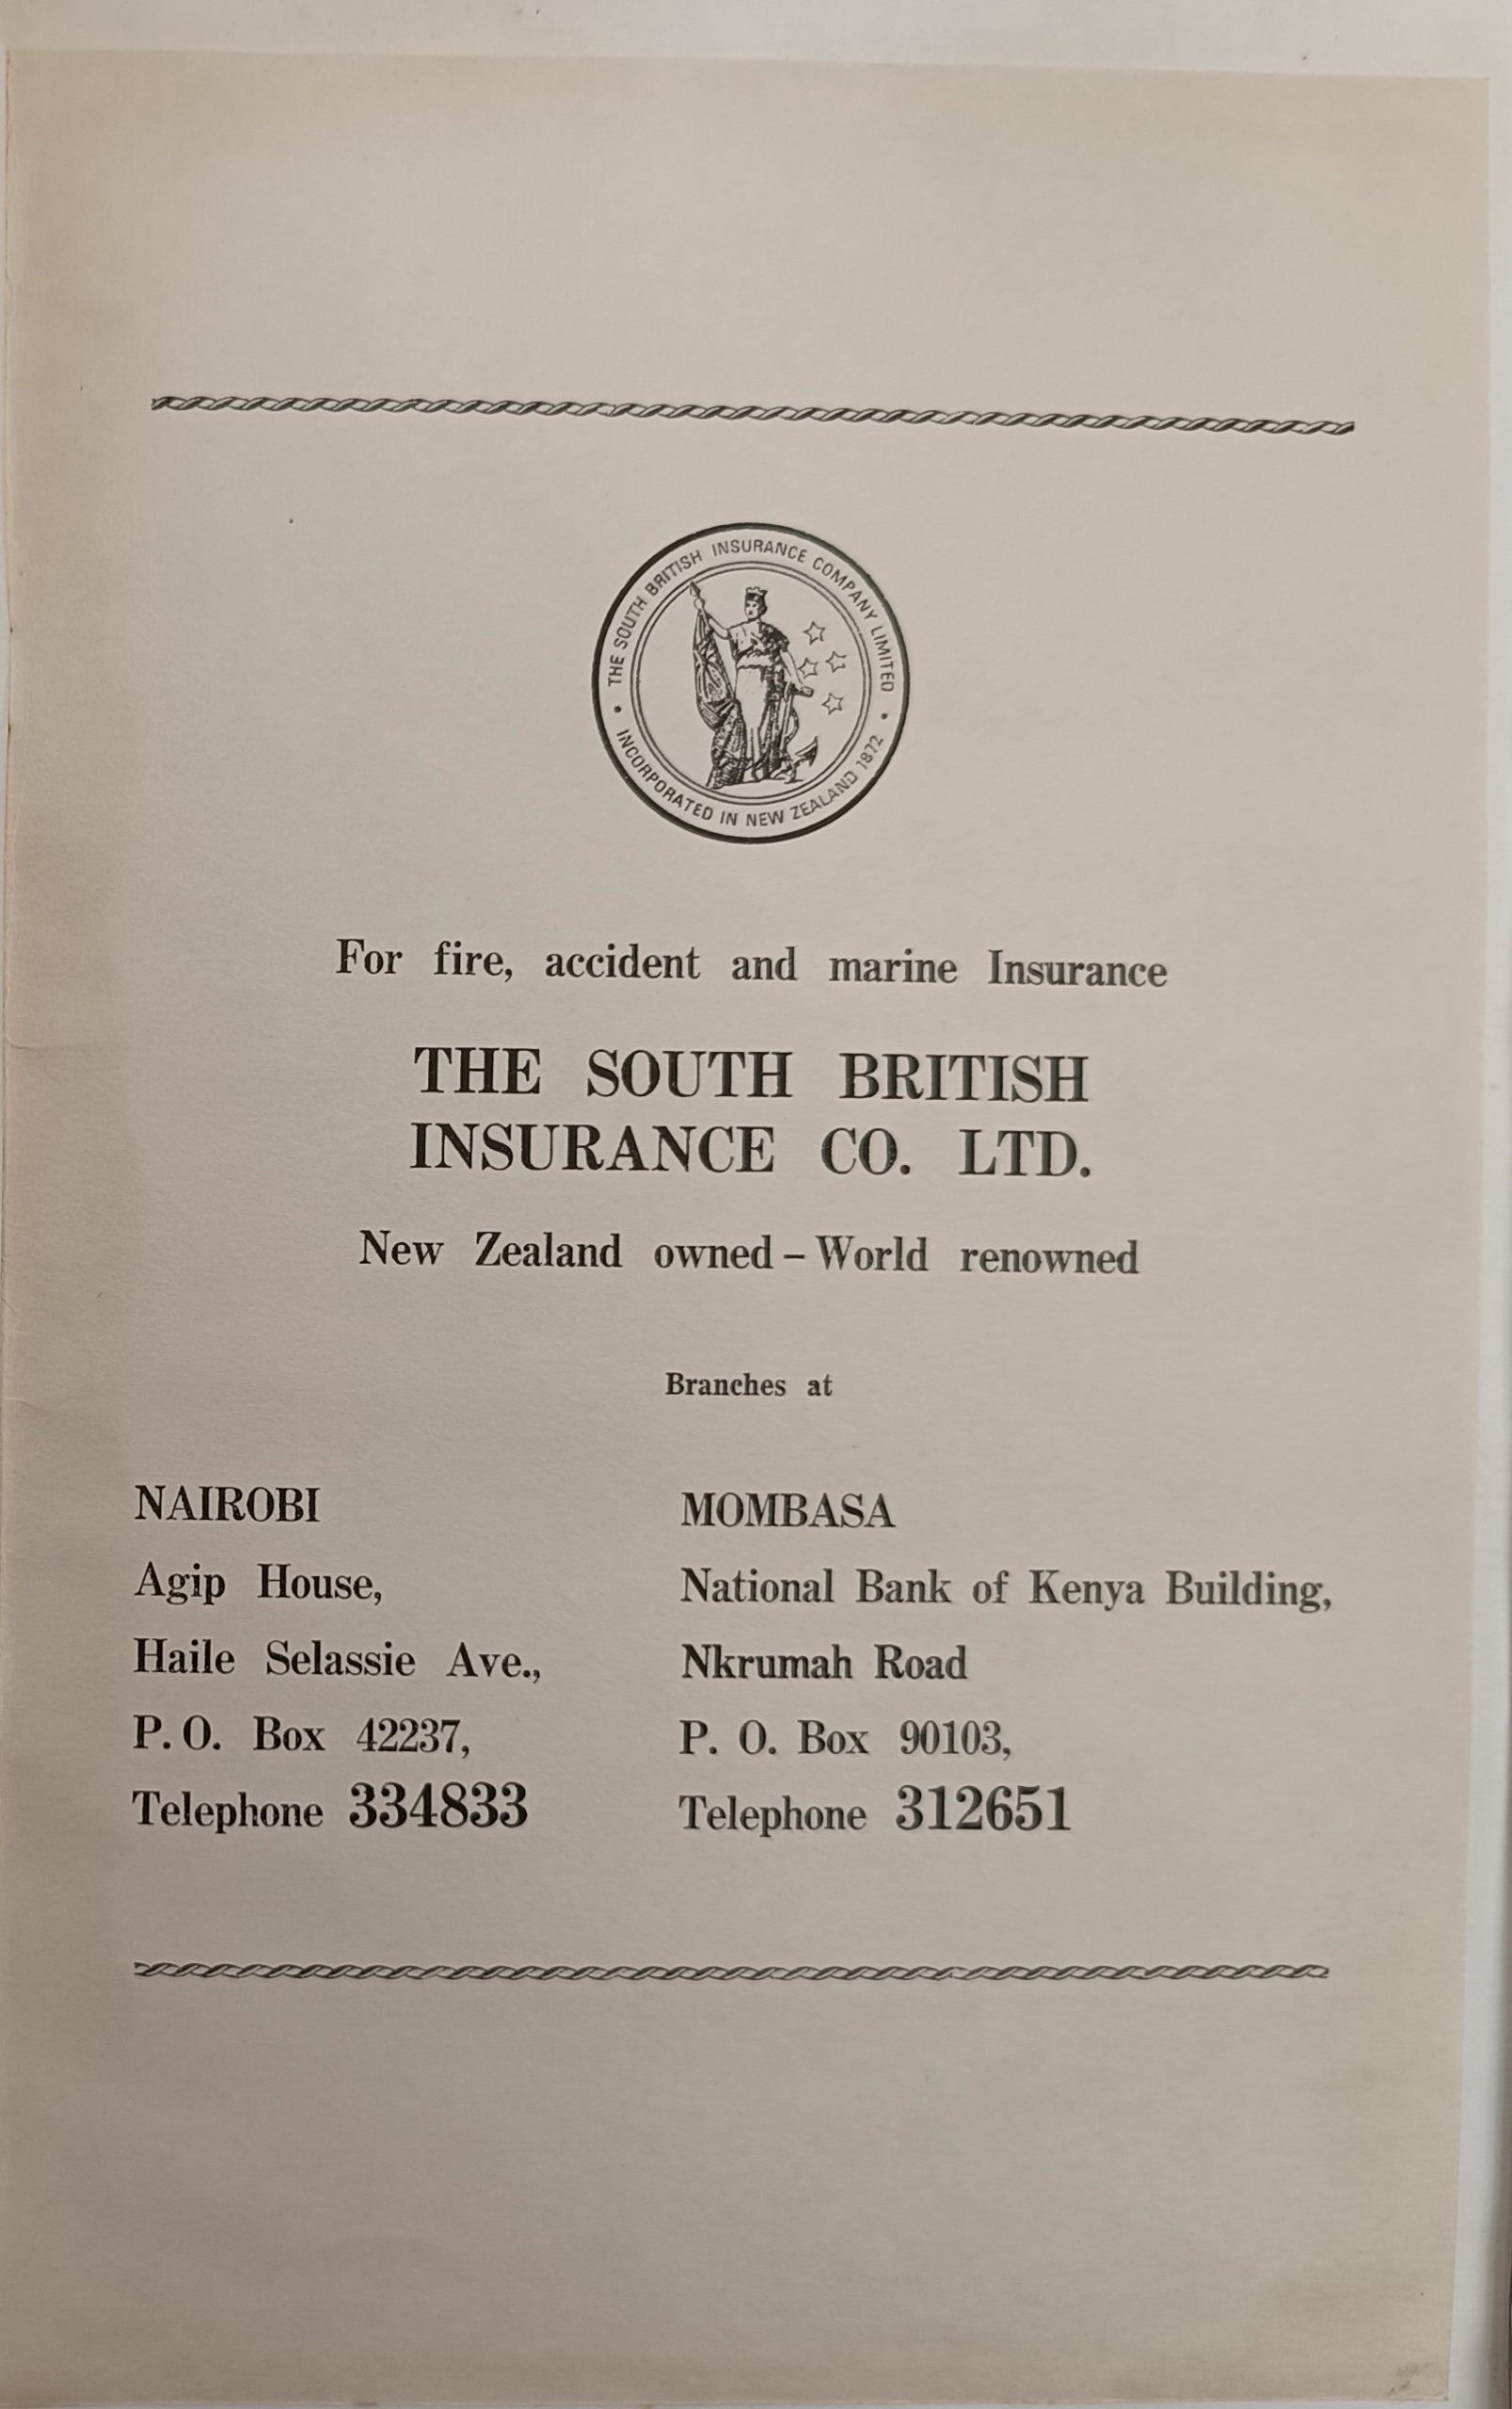 THE SOUTH BRITISH INSURANCE COMPANY LIMITED
• INCORPORATED IN NEW ZEALAND 1872 •
For fire, accident and marine Insurance
THE SOUTH BRITISH
INSURANCE CO. LTD.
New Zealand owned – World renowned
Branches at
NAIROBI
Agip House,
Haile Selassie Ave.,
P. O. Box 42237,
Telephone 334833
MOMBASA
National Bank of Kenya Building,
Nkrumah Road
P. O. Box 90103,
Telephone 312651